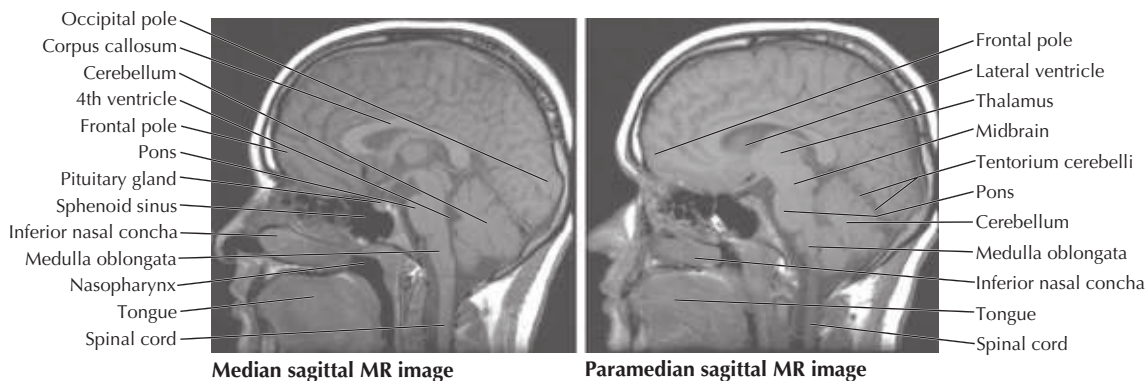 Occipital pole
Corpus callosum
Cerebellum
4th ventricle
Frontal pole
Pons
Pituitary gland
Sphenoid sinus
Inferior nasal concha
Medulla oblongata
Nasopharynx
Tongue
Spinal cord
Median sagittal MR image
Frontal pole
Lateral ventricle
Thalamus
Midbrain
Tentorium cerebelli
Pons
Cerebellum
Medulla oblongata
Inferior nasal concha
Tongue
Spinal cord
Paramedian sagittal MR image